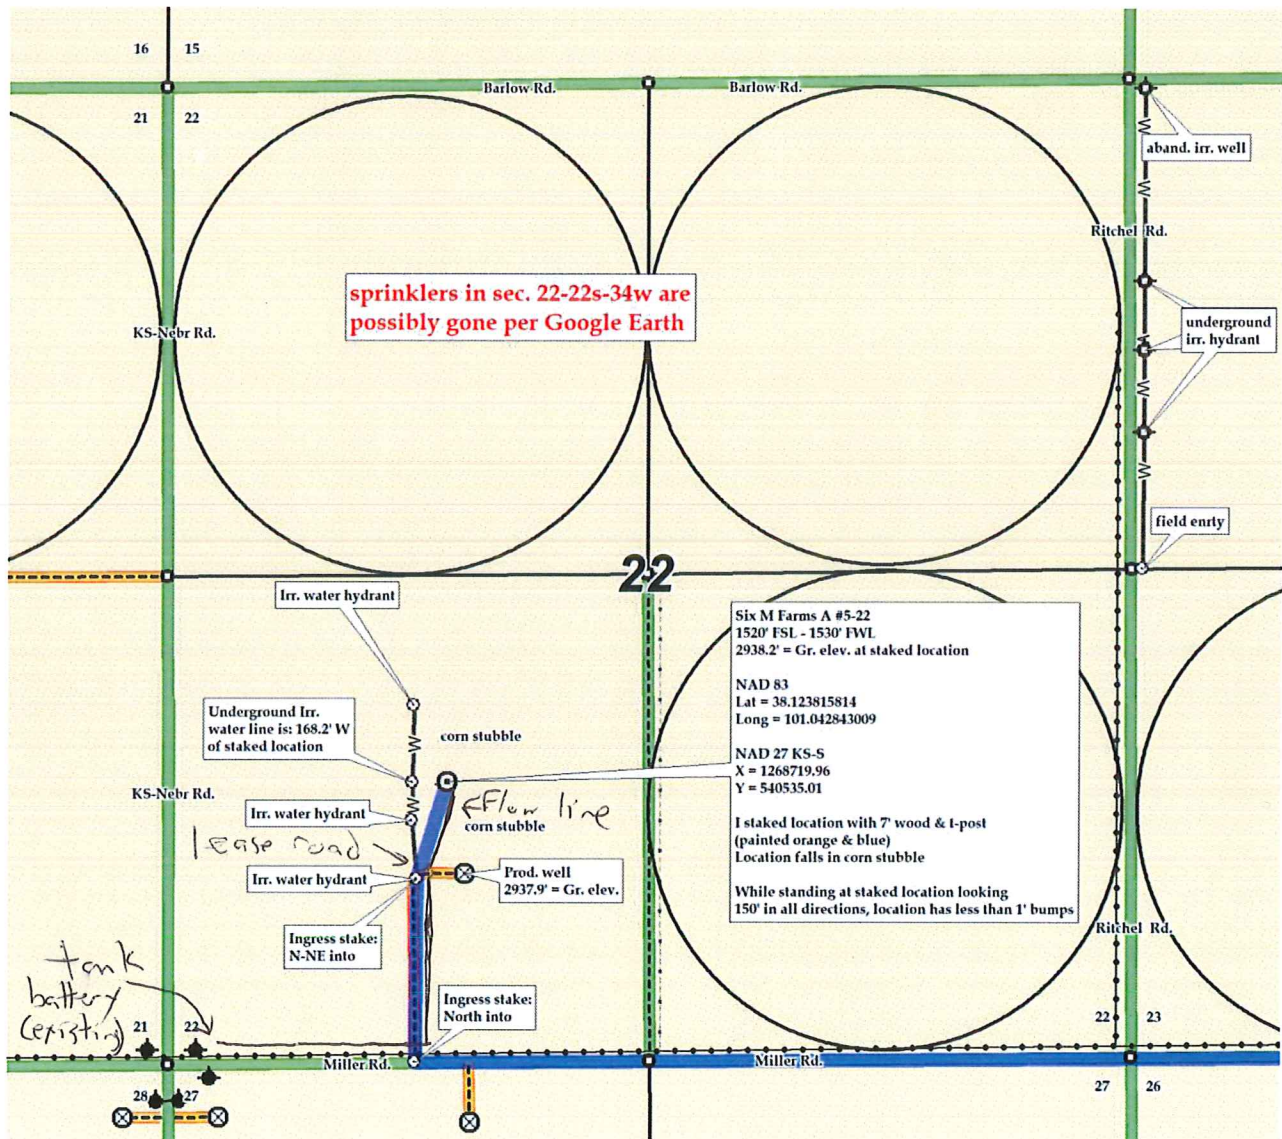 16 15
Barlow Rd.
Barlow Rd.
21 22
aband. irr. well
Ritchel Rd.
sprinklers in sec. 22-22s-34w are
possibly gone per Google Earth
KS-Nebr Rd.
underground
irr. hydrant
field enrty
22
Irr. water hydrant
Six M Farms A #5-22
1520' FSL - 1530' FWL
2938.2' = Gr. elev. at staked location
NAD 83
Lat = 38.123815814
Long = 101.042843009
NAD 27 KS-S
X = 1268719.96
Y = 540535.01
I staked location with 7' wood & t-post
(painted orange & blue)
Location falls in corn stubble
While standing at staked location looking
150' in all directions, location has less than 1' bumps
Underground Irr.
water line is: 168.2' W
of staked location
corn stubble
KS-Nebr Rd.
Irr. water hydrant
Flow line
corn stubble
lease road
Irr. water hydrant
Prod. well
2937.9' = Gr. elev.
Ingress stake:
N-NE into
Ritchel Rd.
tank
battery
(existing)
Ingress stake:
North into
21 22
22 23
Miller Rd.
Miller Rd.
28 27
27 26